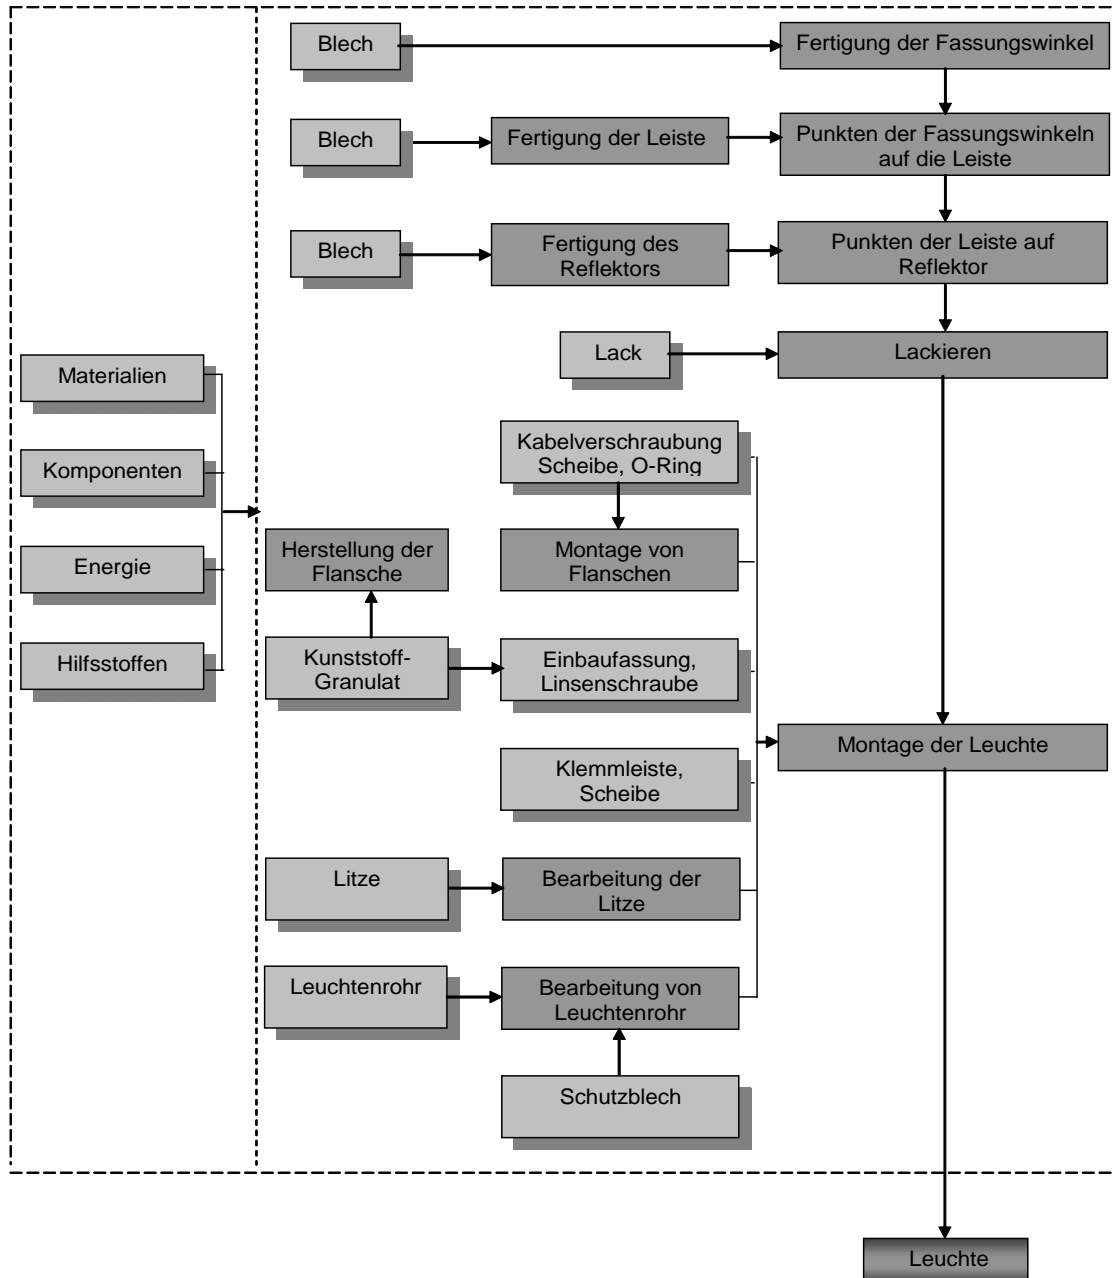 Blech
Fertigung der Fassungswinkel
Blech
Fertigung der Leiste
Punkten der Fassungswinkeln
auf die Leiste
Blech
Fertigung des
Reflektors
Punkten der Leiste auf
Reflektor
Lack
Lackieren
Materialien
Komponenten
Energie
Hilfsstoffen
Kabelverschraubung
Scheibe, O-Ring
Herstellung der
Flansche
Montage von
Flanschen
Kunststoff-
Granulat
Einbaufassung,
Linsenschraube
Montage der Leuchte
Klemmleiste,
Scheibe
Litze
Bearbeitung der
Litze
Leuchtenrohr
Bearbeitung von
Leuchtenrohr
Schutzblech
Leuchte